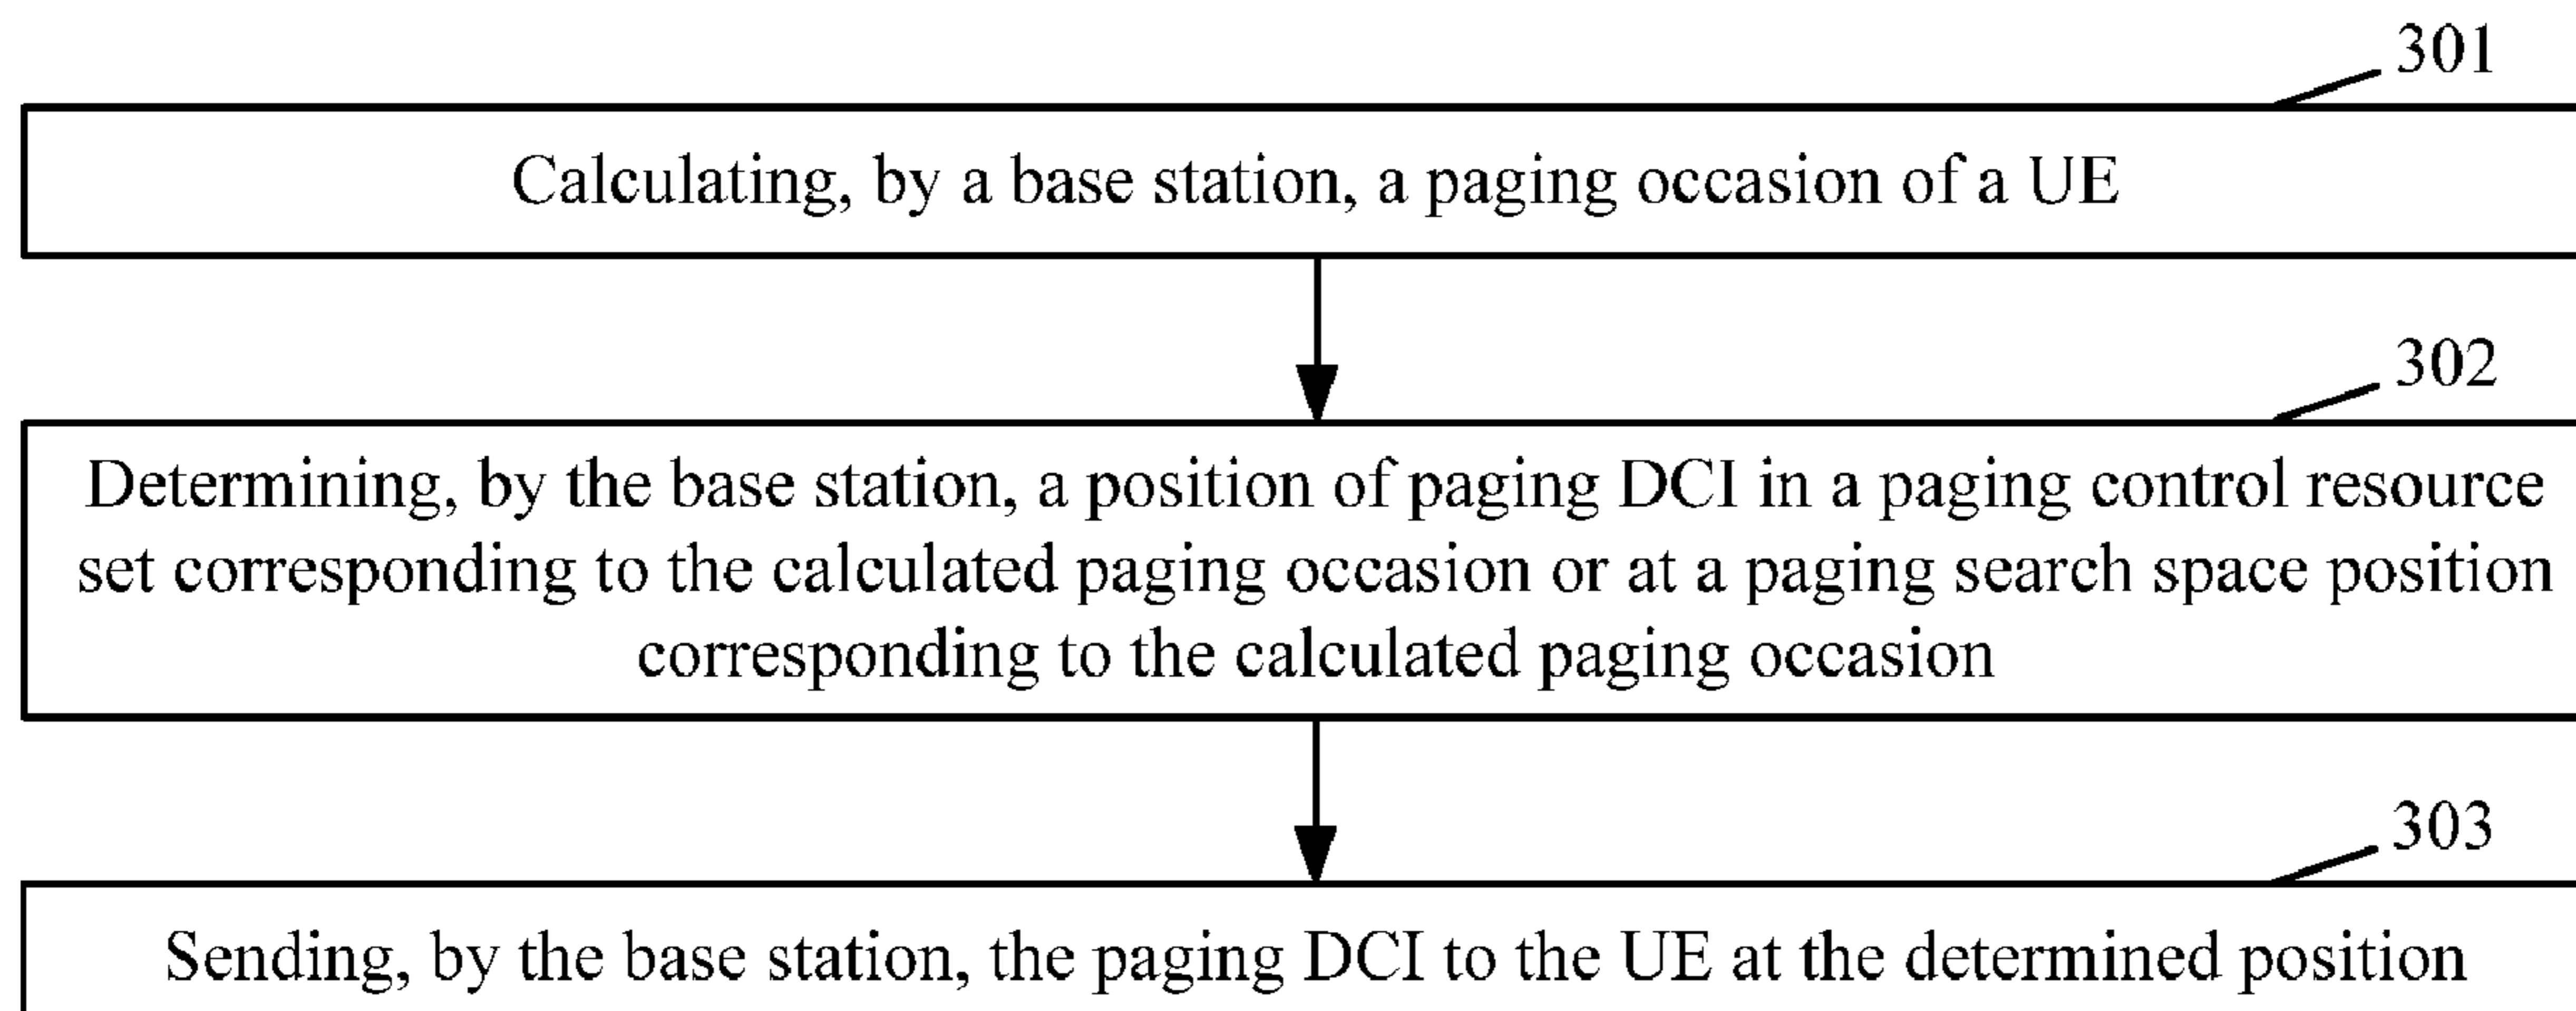 301
Calculating, by a base station, a paging occasion of a UE
302
Determining, by the base station, a position of paging DCI in a paging control resource
set corresponding to the calculated paging occasion or at a paging search space position
corresponding to the calculated paging occasion
303
Sending, by the base station, the paging DCI to the UE at the determined position